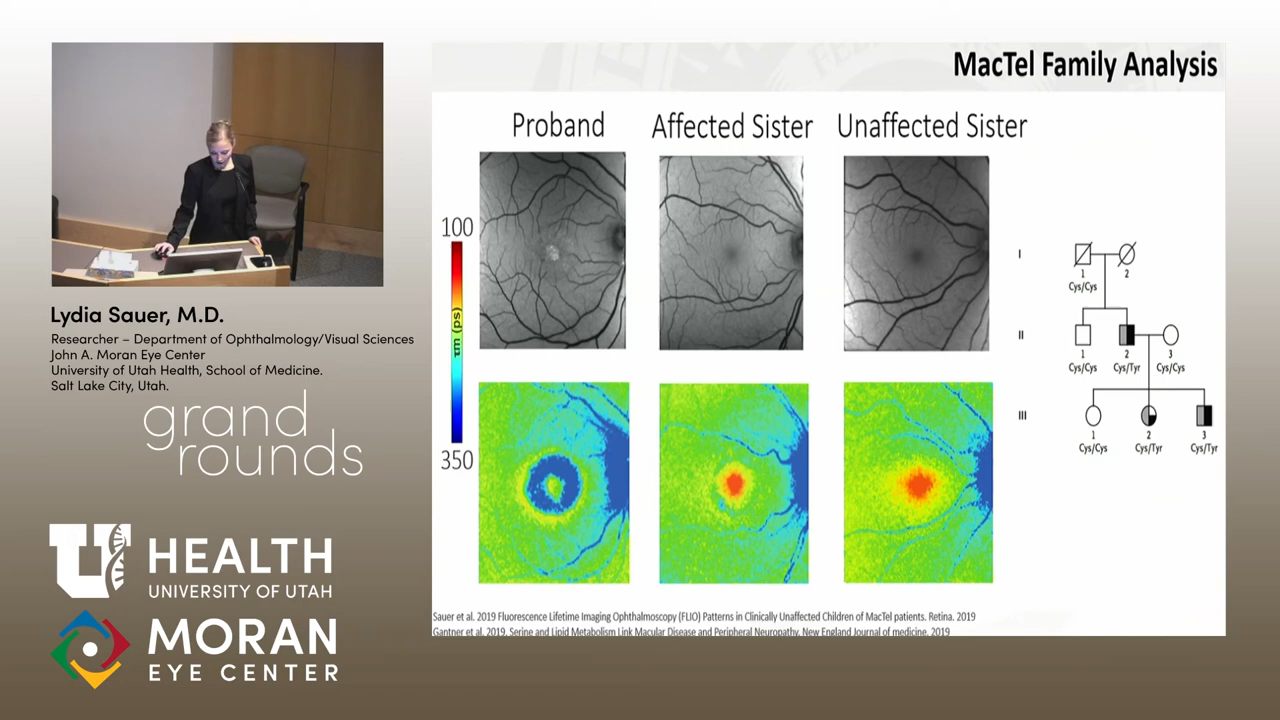 MacTel Family Analysis
Proband
Affected Sister
Unaffected Sister
100
τm (ps)
350
I
1
2
Cys/Cys
II
1
2
3
Cys/Cys
Cys/Tyr
Cys/Cys
III
1
2
3
Cys/Cys
Cys/Tyr
Cys/Tyr
Sauer et al. 2019 Fluorescence Lifetime Imaging Ophthalmoscopy (FLIO) Patterns in Clinically Unaffected Children of MacTel patients. Retina. 2019
Gantner et al. 2019. Serine and Lipid Metabolism Link Macular Disease and Peripheral Neuropathy. New England Journal of medicine. 2019
Lydia Sauer, M.D.
Researcher – Department of Ophthalmology/Visual Sciences
John A. Moran Eye Center
University of Utah Health, School of Medicine.
Salt Lake City, Utah.
grand
rounds
U HEALTH
UNIVERSITY OF UTAH
MORAN
EYE CENTER